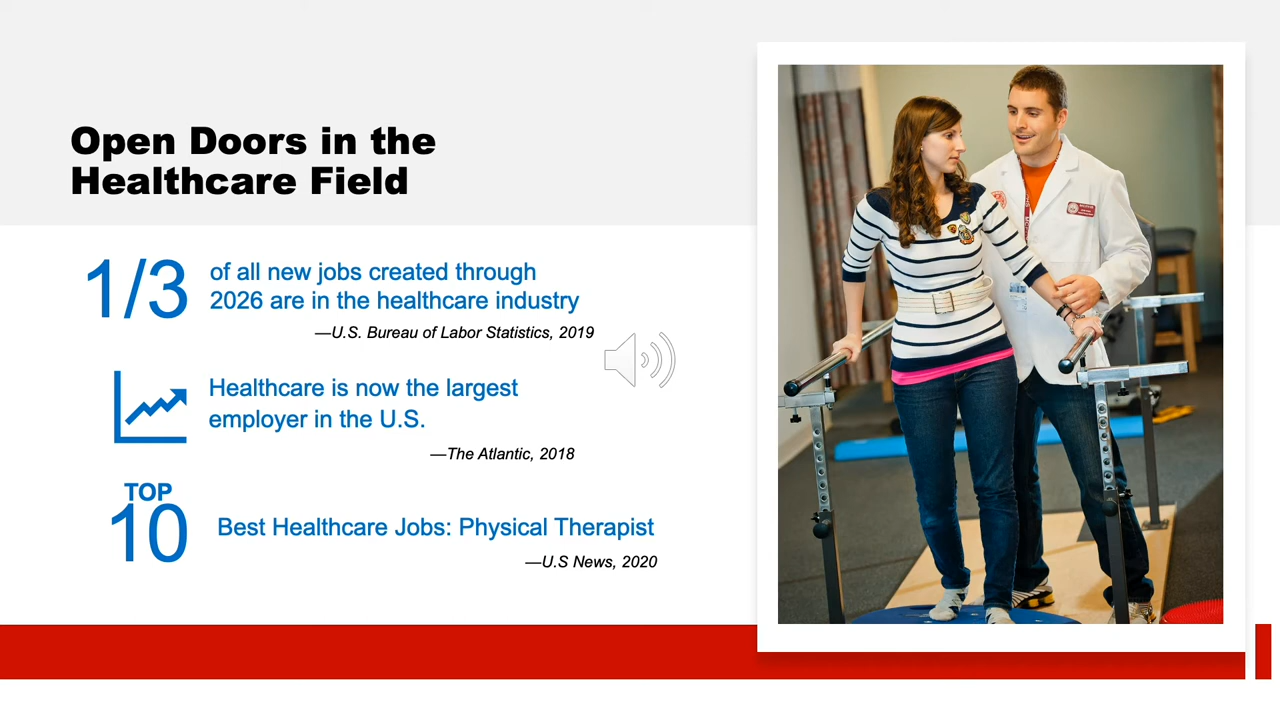 Open Doors in the
Healthcare Field
1/3
of all new jobs created through
2026 are in the healthcare industry
—U.S. Bureau of Labor Statistics, 2019
Healthcare is now the largest
employer in the U.S.
—The Atlantic, 2018
TOP
10
Best Healthcare Jobs: Physical Therapist
—U.S News, 2020